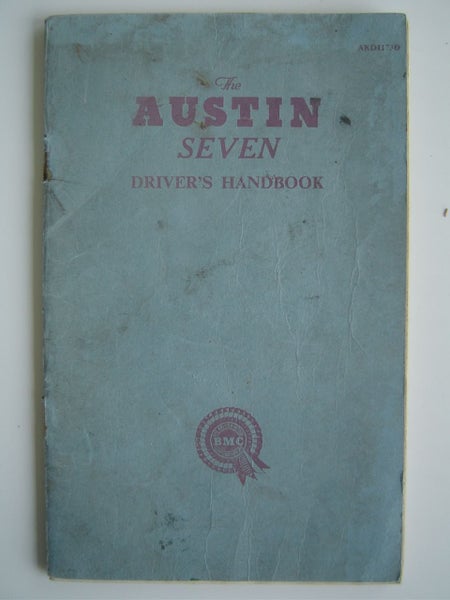 The
AUSTIN
SEVEN
DRIVER'S HANDBOOK
BMC